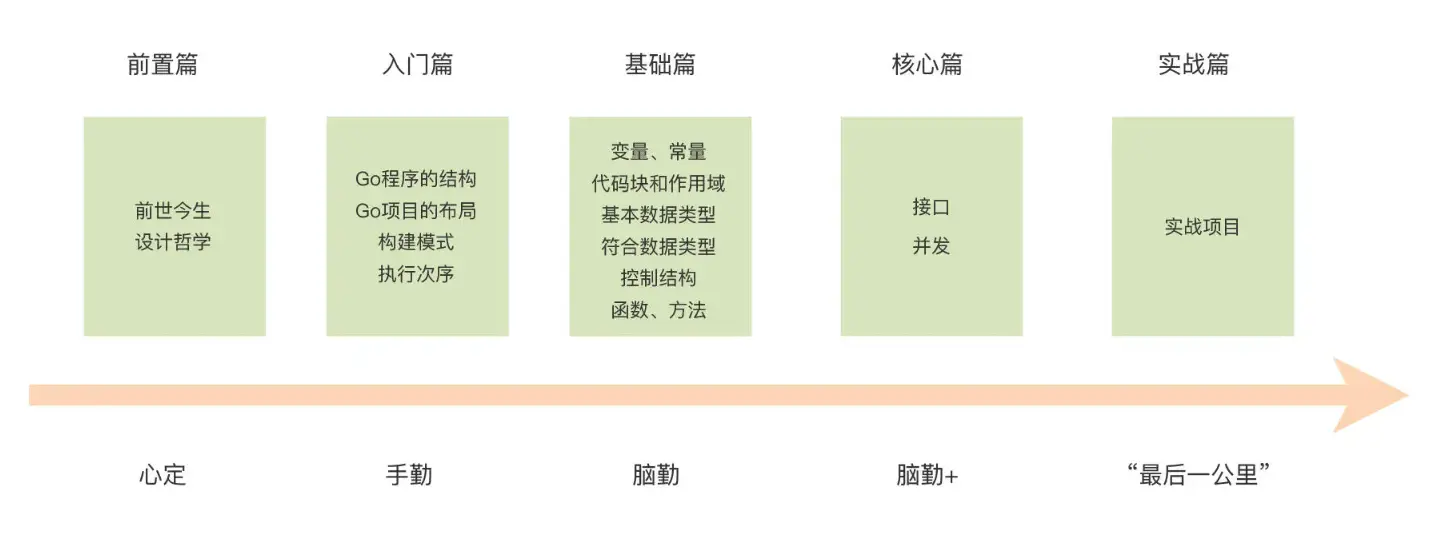 前置篇
入门篇
基础篇
核心篇
实战篇
前世今生
设计哲学
Go程序的结构
Go项目的布局
构建模式
执行次序
变量、常量
代码块和作用域
基本数据类型
符合数据类型
控制结构
函数、方法
接口
并发
实战项目
心定
手勤
脑勤
脑勤+
“最后一公里”